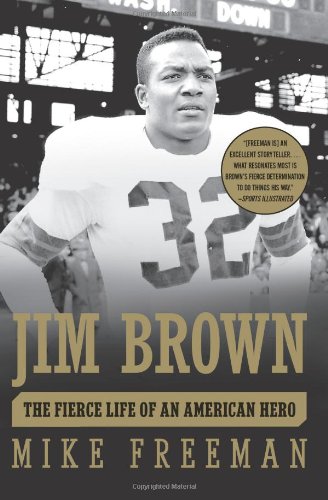 WASH
DOWN
32
"[FREEMAN IS] AN
EXCELLENT STORYTELLER. . . .
WHAT RESONATES MOST IS
BROWN'S FIERCE DETERMINATION
TO DO THINGS HIS WAY."
—SPORTS ILLUSTRATED
JIM BROWN
THE FIERCE LIFE OF AN AMERICAN HERO
MIKE FREEMAN